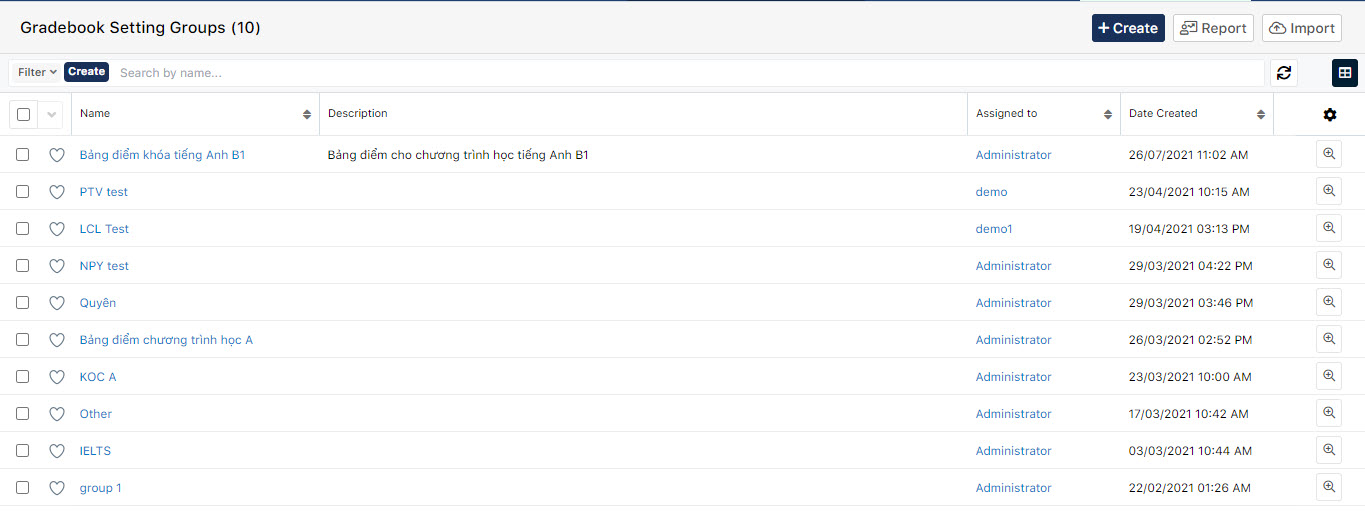 Gradebook Setting Groups (10)
Create Report Import
Filter Create Search by name...
Name Description Assigned to Date Created
Bảng điểm khóa tiếng Anh B1 Bảng điểm cho chương trình học tiếng Anh B1 Administrator 26/07/2021 11:02 AM
PTV test demo 23/04/2021 10:15 AM
LCL Test demo1 19/04/2021 03:13 PM
NPY test Administrator 29/03/2021 04:22 PM
Quyên Administrator 29/03/2021 03:46 PM
Bảng điểm chương trình học A Administrator 26/03/2021 02:52 PM
KOC A Administrator 23/03/2021 10:00 AM
Other Administrator 17/03/2021 10:42 AM
IELTS Administrator 03/03/2021 10:44 AM
group 1 Administrator 22/02/2021 01:26 AM